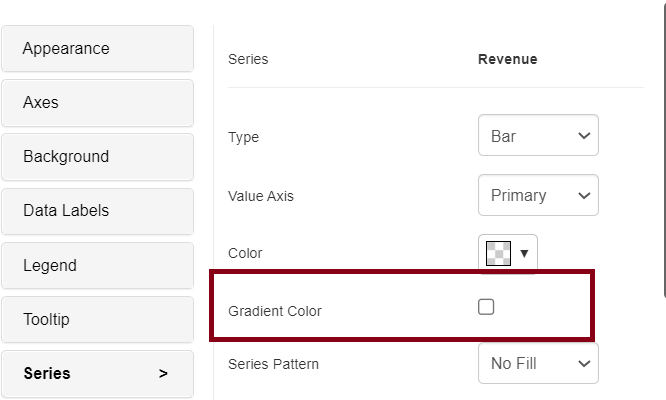 Appearance
Axes
Background
Data Labels
Legend
Tooltip
Series >
Series Revenue
Type Bar
Value Axis Primary
Color
Gradient Color
Series Pattern No Fill